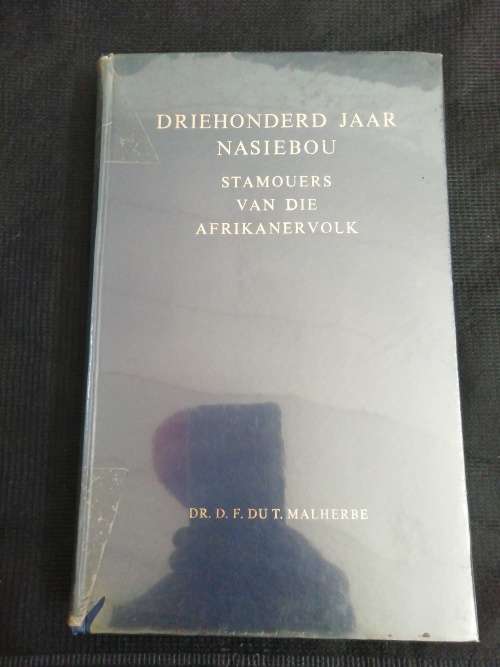 DRIEHONDERD JAAR
NASIEBOU
STAMOUERS
VAN DIE
AFRIKANERVOLK
DR. D. F. DU T. MALHERBE